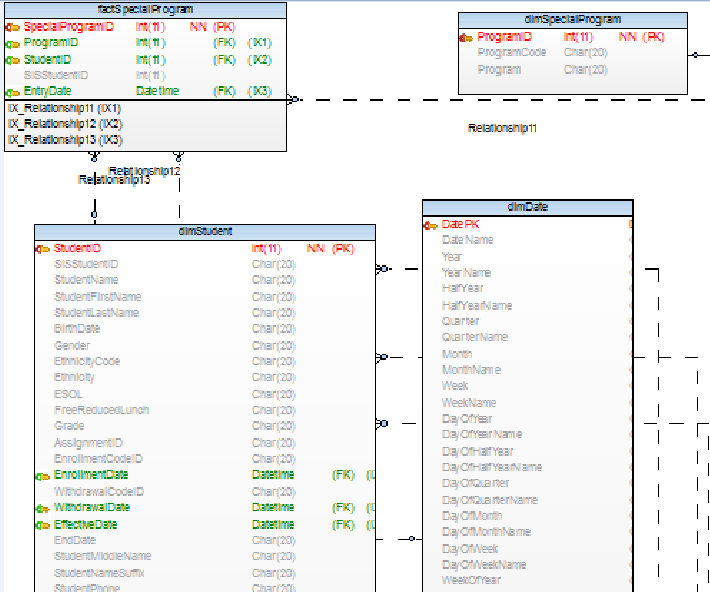 factSpecialProgram
SpecialProgramID Int(11) NN (PK)
ProgramID Int(11) (FK) (IX1)
StudentID Int(11) (FK) (IX2)
SISStudentID Int(11)
EntryDate Datetime (FK) (IX3)
IX_Relationship11 (IX1)
IX_Relationship12 (IX2)
IX_Relationship13 (IX3)
dimSpecialProgram
ProgramID Int(11) NN (PK)
ProgramCode Char(20)
Program Char(20)
Relationship11
Relationship12
Relationship13
dimStudent
StudentID Int(11) NN (PK)
SISStudentID Char(20)
StudentName Char(20)
StudentFirstName Char(20)
StudentLastName Char(20)
BirthDate Char(20)
Gender Char(20)
EthnicityCode Char(20)
Ethnicity Char(20)
ESOL Char(20)
FreeReducedLunch Char(20)
Grade Char(20)
AssignmentID Char(20)
EnrollmentCodeID Char(20)
EnrollmentDate Datetime (FK)
WithdrawalCodeID Char(20)
WithdrawalDate Datetime (FK)
EffectiveDate Datetime (FK)
EndDate Char(20)
StudentMiddleName Char(20)
StudentNameSuffix Char(20)
StudentPhone Char(20)
dimDate
DatePK
DateName
Year
YearName
HalfYear
HalfYearName
Quarter
QuarterName
Month
MonthName
Week
WeekName
DayOfYear
DayOfYearName
DayOfHalfYear
DayOfHalfYearName
DayOfQuarter
DayOfQuarterName
DayOfMonth
DayOfMonthName
DayOfWeek
DayOfWeekName
WeekOfYear